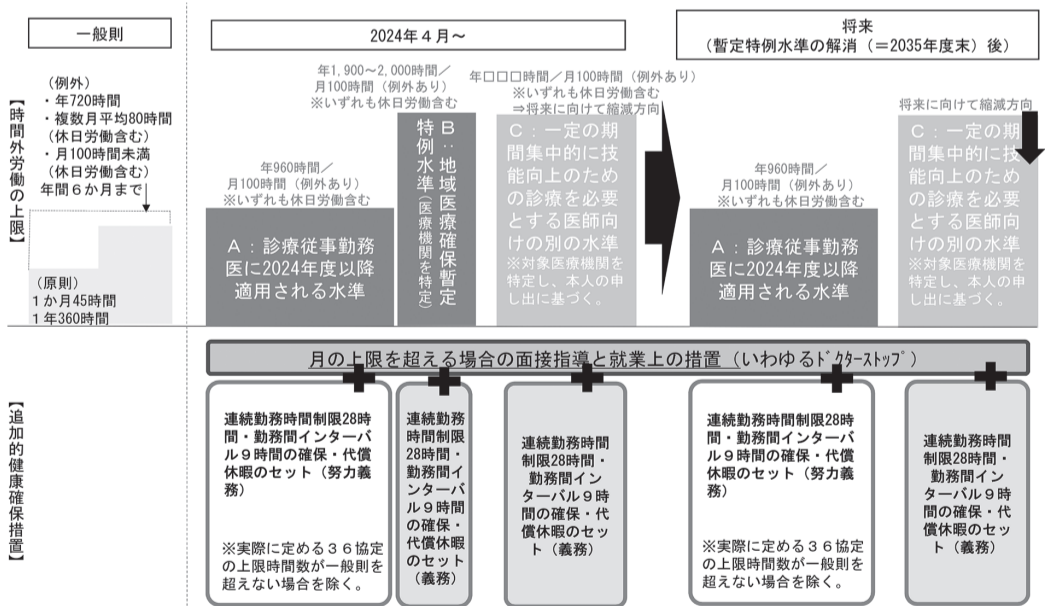 一般則
2024年４月～
将来
（暫定特例水準の解消（＝2035年度末）後）
【時間外労働の上限】
（例外）
・年720時間
・複数月平均80時間
（休日労働含む）
・月100時間未満
（休日労働含む）
年間６か月まで
（原則）
１か月45時間
１年360時間
年960時間／
月100時間（例外あり）
※いずれも休日労働含む
A：診療従事勤務
医に2024年度以降
適用される水準
年1,900～2,000時間／
月100時間（例外あり）
※いずれも休日労働含む
B：地域医療確保暫定
特例水準（医療機関を特定）
年□□□時間／月100時間（例外あり）
※いずれも休日労働含む
⇒将来に向けて縮減方向
C：一定の期
間集中的に技
能向上のため
の診療を必要
とする医師向
けの別の水準
※対象医療機関を
特定し、本人の申
し出に基づく。
年960時間／
月100時間（例外あり）
※いずれも休日労働含む
A：診療従事勤務
医に2024年度以降
適用される水準
将来に向けて縮減方向
C：一定の期
間集中的に技
能向上のため
の診療を必要
とする医師向
けの別の水準
※対象医療機関を
特定し、本人の申
し出に基づく。
【追加的健康確保措置】
月の上限を超える場合の面接指導と就業上の措置（いわゆるﾄﾞｸﾀｰｽﾄｯﾌﾟ）
連続勤務時間制限28時
間・勤務間インターバ
ル９時間の確保・代償
休暇のセット（努力義
務）
※実際に定める３６協定
の上限時間数が一般則を
超えない場合を除く。
連続勤務
時間制限
28時間・
勤務間イ
ンターバ
ル９時間
の確保・
代償休暇
のセット
（義務）
連続勤務時間
制限28時間・
勤務間イン
ターバル９時
間の確保・代
償休暇のセッ
ト（義務）
連続勤務時間制限28時
間・勤務間インターバ
ル９時間の確保・代償
休暇のセット（努力
義務）
※実際に定める３６協定
の上限時間数が一般則を
超えない場合を除く。
連続勤務時間
制限28時間・
勤務間イン
ターバル９時
間の確保・代
償休暇のセッ
ト（義務）